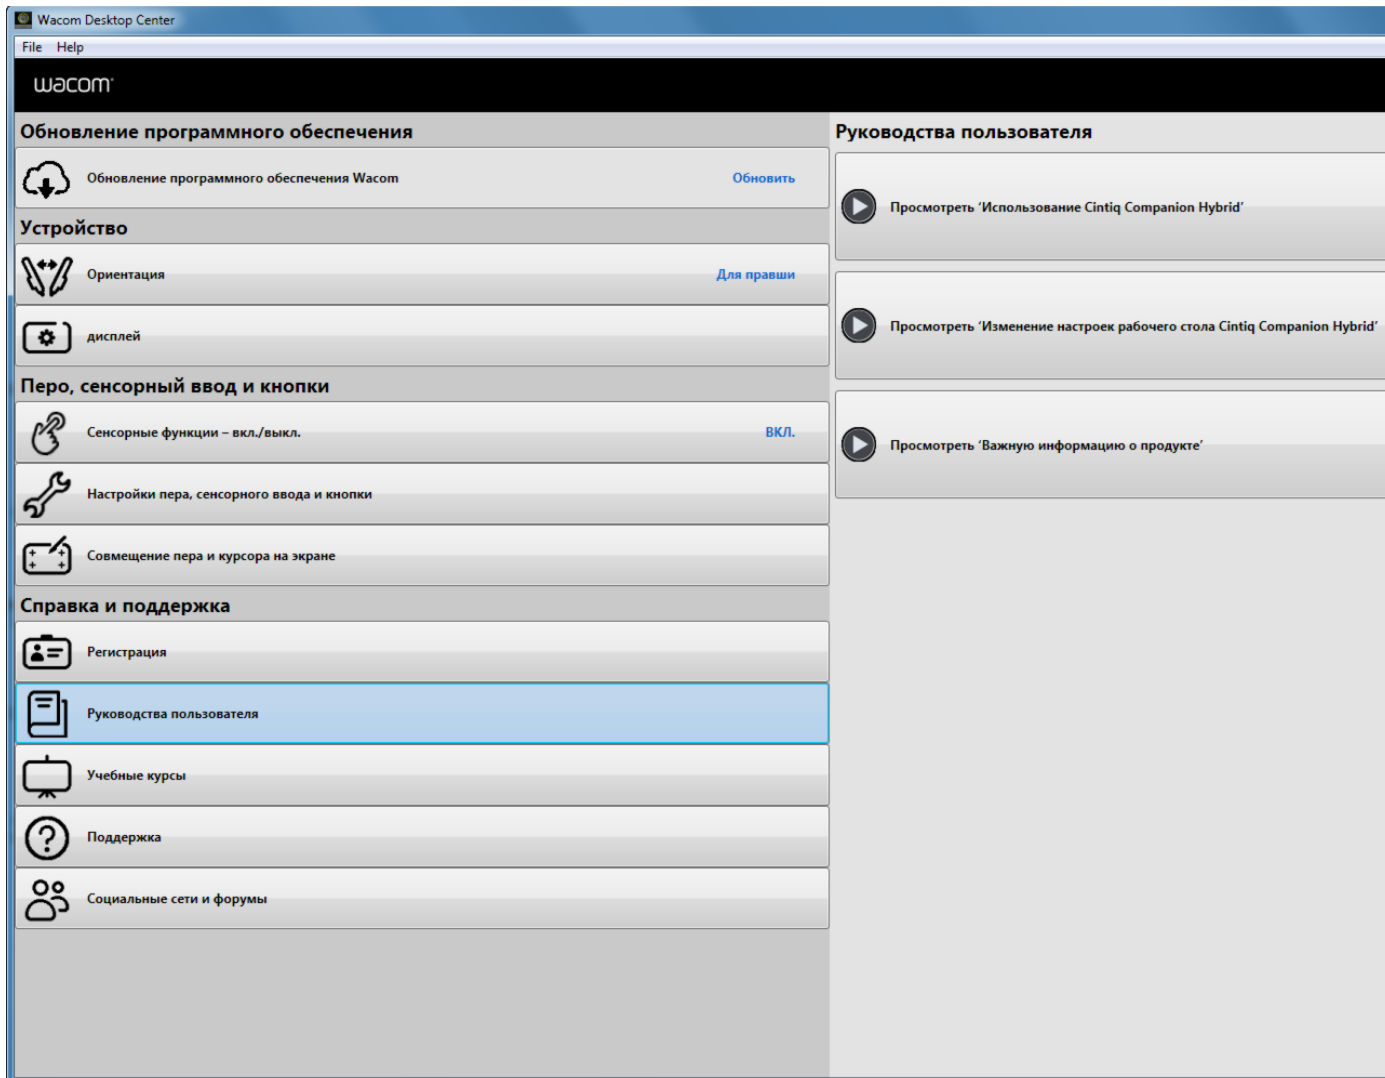 Wacom Desktop Center
File Help
wacom
Обновление программного обеспечения
Обновление программного обеспечения Wacom Обновить
Устройство
Ориентация Для правши
дисплей
Перо, сенсорный ввод и кнопки
Сенсорные функции – вкл./выкл. ВКЛ.
Настройки пера, сенсорного ввода и кнопки
Совмещение пера и курсора на экране
Справка и поддержка
Регистрация
Руководства пользователя
Учебные курсы
Поддержка
Социальные сети и форумы
Руководства пользователя
Просмотреть ‘Использование Cintiq Companion Hybrid’
Просмотреть ‘Изменение настроек рабочего стола Cintiq Companion Hybrid’
Просмотреть ‘Важную информацию о продукте’